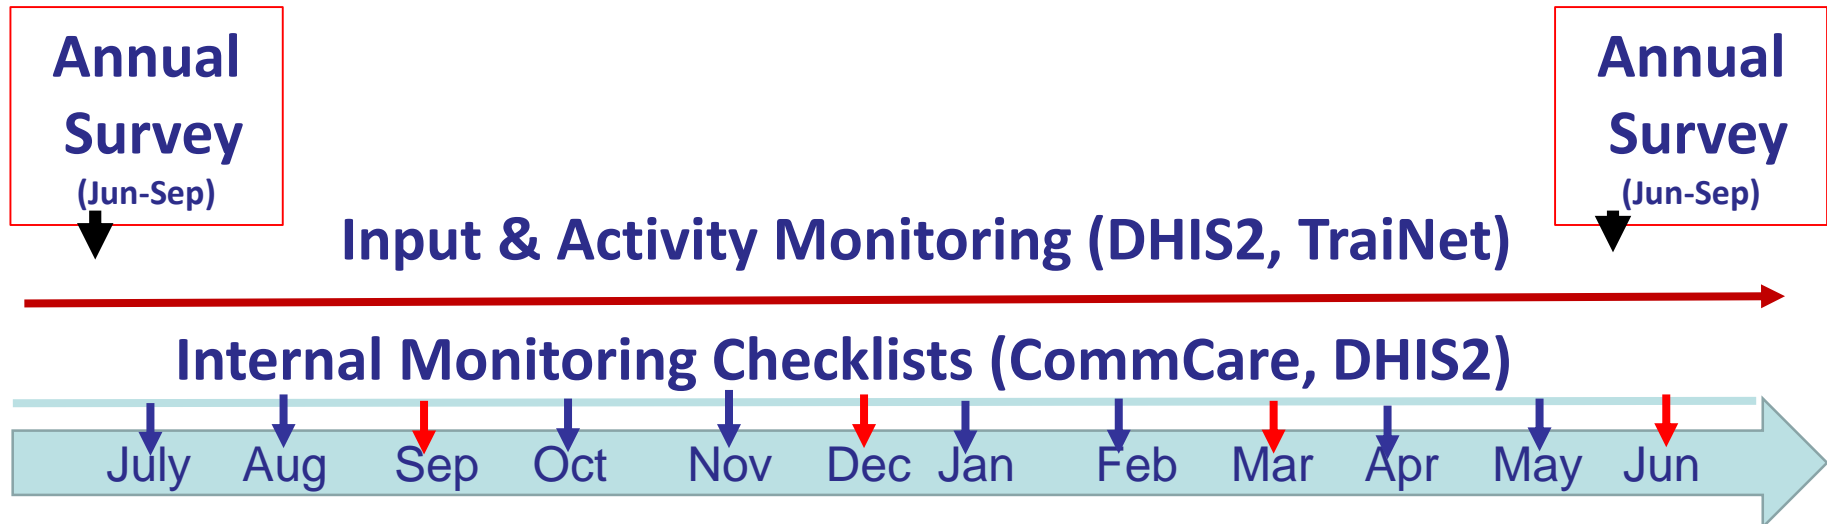 Annual
Survey
(Jun-Sep)
Annual
Survey
(Jun-Sep)
Input & Activity Monitoring (DHIS2, TraiNet)
Internal Monitoring Checklists (CommCare, DHIS2)
July Aug Sep Oct Nov Dec Jan Feb Mar Apr May Jun